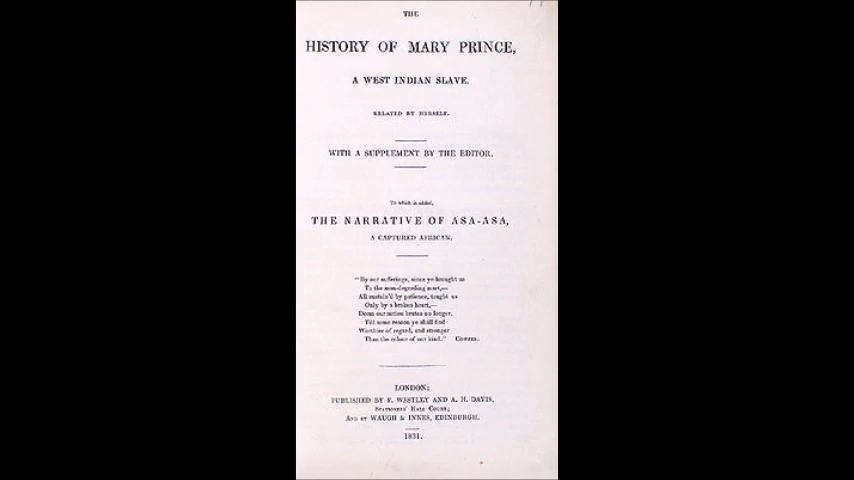 THE
HISTORY OF MARY PRINCE,
A WEST INDIAN SLAVE.
RELATED BY HERSELF.
WITH A SUPPLEMENT BY THE EDITOR.
To which is added,
THE NARRATIVE OF ASA-ASA,
A CAPTURED AFRICAN.
"By our sufferings, since ye brought us
To the man-degrading mart,—
All sustain'd by patience, taught us
Only by a broken heart,—
Deem our nation brutes no longer,
Till some reason ye shall find
Worthier of regard, and stronger
Than the colour of our kind." COWPER.
LONDON:
PUBLISHED BY F. WESTLEY AND A. H. DAVIS,
STATIONERS' HALL COURT;
AND BY WAUGH & INNES, EDINBURGH.
1831.